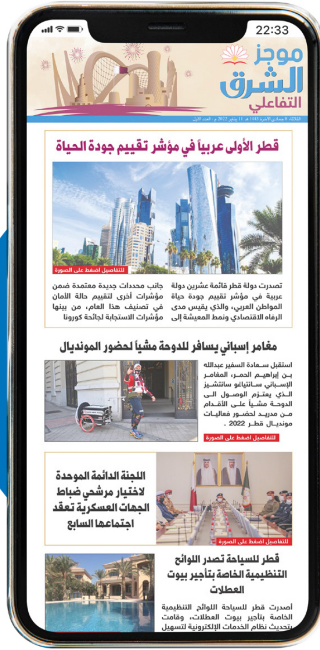 22:33
موجز
الشرق
التفاعلي
قطر الأولى عربياً في مؤشر تقييم جودة الحياة
للتفاصيل اضغط على الصورة
تصدرت دولة قطر قائمة عشرين دولة
عربية في مؤشر تقييم جودة حياة
المواطن العربي، والذي يقيس مدى
الرفاه الاقتصادي ونمط المعيشة إلى
جانب محددات جديدة معتمدة ضمن
مؤشرات أخرى لتقييم حالة الأمان
في تصنيف هذا العام، من بينها
مؤشرات الاستجابة لجائحة كورونا
مغامر إسباني يسافر للدوحة مشياً لحضور المونديال
استقبل سعادة السفير عبدالله
بن إبراهيم الحمر، المغامر
الإسباني سانتياغو سانتشيز
الذي يعتزم الوصول الى
الدوحة مشياً على الأقدام
من مدريد لحضور فعاليات
مونديال قطر 2022 .
للتفاصيل اضغط على الصورة
اللجنة الدائمة الموحدة
لاختيار مرشحي ضباط
الجهات العسكرية تعقد
اجتماعها السابع
للتفاصيل اضغط على الصورة
قطر للسياحة تصدر اللوائح
التنظيمية الخاصة بتأجير بيوت
العطلات
أصدرت قطر للسياحة اللوائح التنظيمية
الخاصة بتأجير بيوت العطلات، وقامت
بتحديث نظام الخدمات الإلكترونية لتسهيل